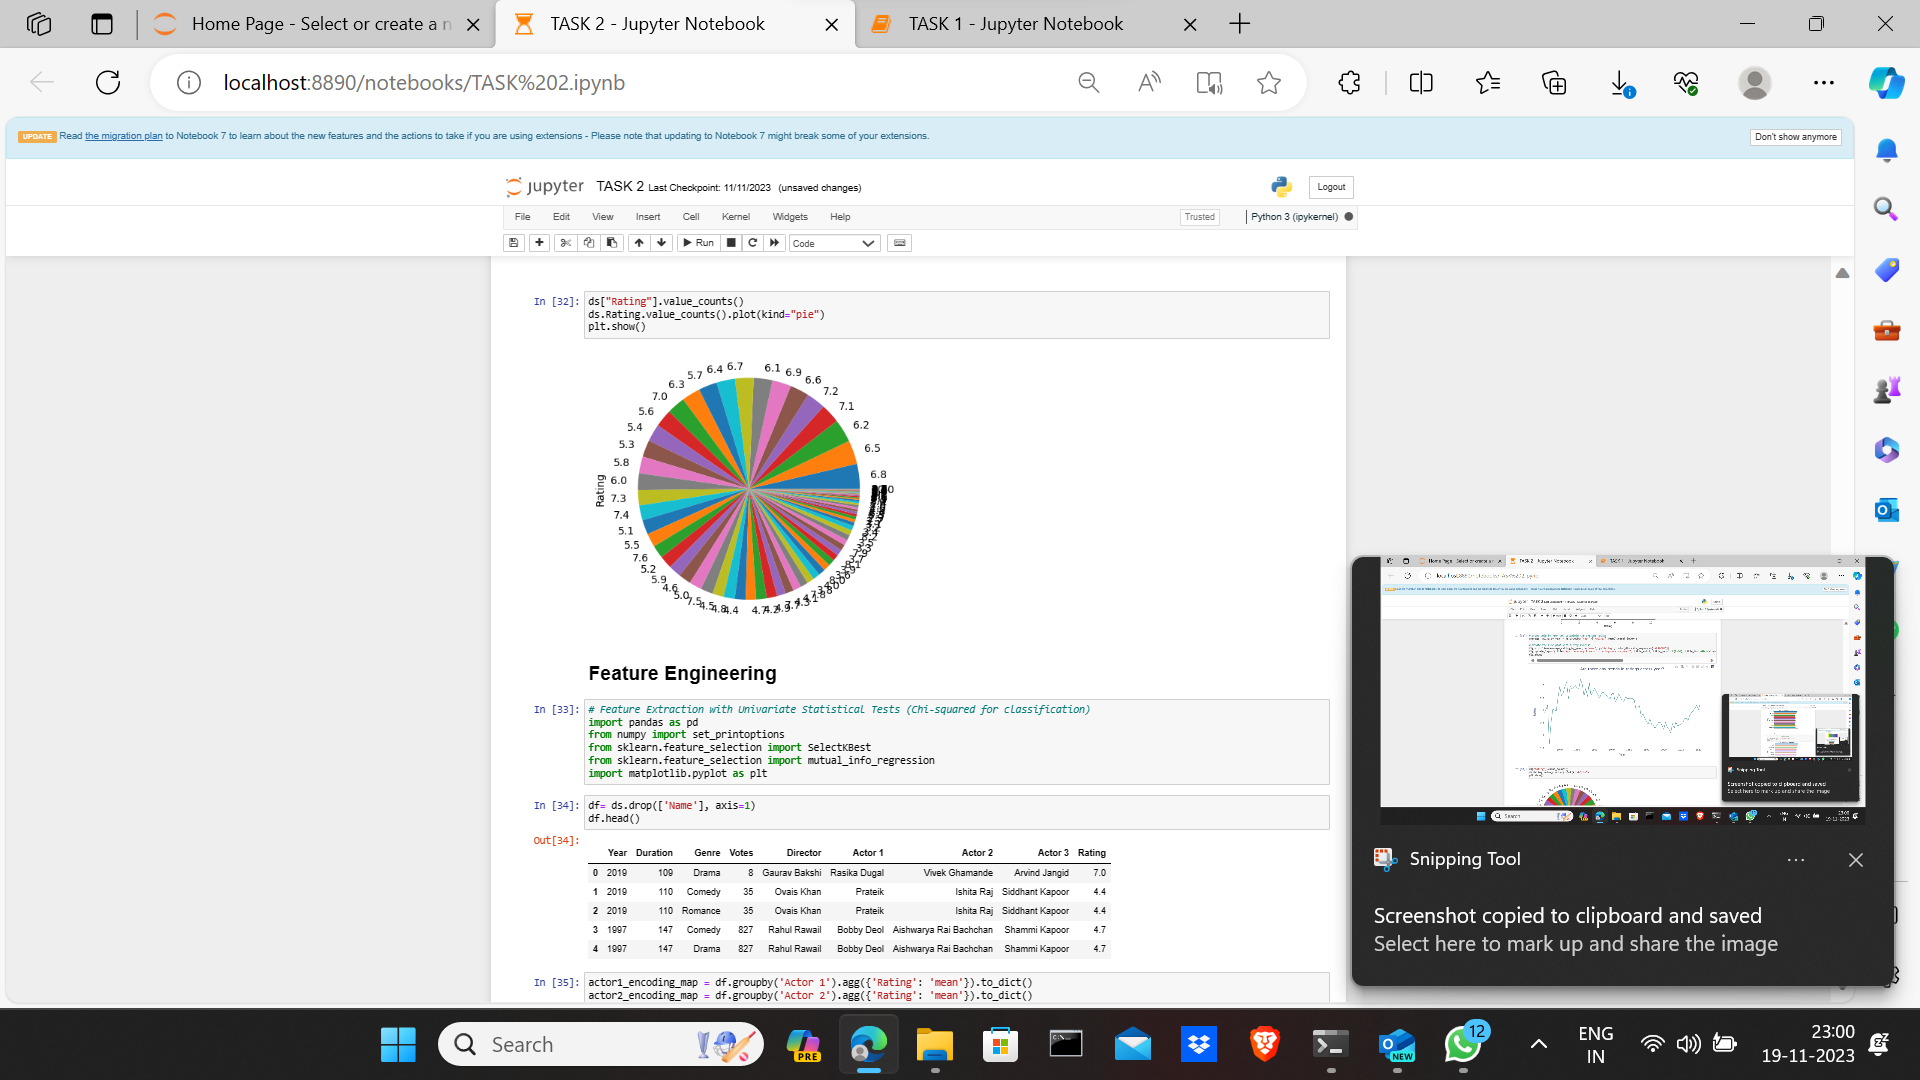 Home Page - Select or create a n
TASK 2 - Jupyter Notebook
TASK 1 - Jupyter Notebook
localhost:8890/notebooks/TASK%202.ipynb
UPDATE Read the migration plan to Notebook 7 to learn about the new features and the actions to take if you are using extensions - Please note that updating to Notebook 7 might break some of your extensions.
Don't show anymore
jupyter TASK 2 Last Checkpoint: 11/11/2023 (unsaved changes)
Logout
File Edit View Insert Cell Kernel Widgets Help
Trusted
Python 3 (ipykernel)
Run
Code
In [32]: ds["Rating"].value_counts()
ds.Rating.value_counts().plot(kind="pie")
plt.show()
6.8
6.5
6.2
7.1
7.2
6.6
6.9
6.1
6.7
6.4
5.7
6.3
7.0
5.6
5.4
5.3
5.8
6.0
7.3
7.4
5.1
5.5
7.6
5.2
5.9
4.6
5.0
7.5
4.5
4.8
4.4
Rating
Feature Engineering
In [33]: # Feature Extraction with Univariate Statistical Tests (Chi-squared for classification)
import pandas as pd
from numpy import set_printoptions
from sklearn.feature_selection import SelectKBest
from sklearn.feature_selection import mutual_info_regression
import matplotlib.pyplot as plt
In [34]: df= ds.drop(['Name'], axis=1)
df.head()
Out[34]:
Year Duration Genre Votes Director Actor 1 Actor 2 Actor 3 Rating
0 2019 109 Drama 8 Gaurav Bakshi Rasika Dugal Vivek Ghamande Arvind Jangid 7.0
1 2019 110 Comedy 35 Ovais Khan Prateik Ishita Raj Siddhant Kapoor 4.4
2 2019 110 Romance 35 Ovais Khan Prateik Ishita Raj Siddhant Kapoor 4.4
3 1997 147 Comedy 827 Rahul Rawail Bobby Deol Aishwarya Rai Bachchan Shammi Kapoor 4.7
4 1997 147 Drama 827 Rahul Rawail Bobby Deol Aishwarya Rai Bachchan Shammi Kapoor 4.7
In [35]: actor1_encoding_map = df.groupby('Actor 1').agg({'Rating': 'mean'}).to_dict()
actor2_encoding_map = df.groupby('Actor 2').agg({'Rating': 'mean'}).to_dict()
Snipping Tool
Screenshot copied to clipboard and saved
Select here to mark up and share the image
Search
PRE
NEW
12
ENG
IN
23:00
19-11-2023